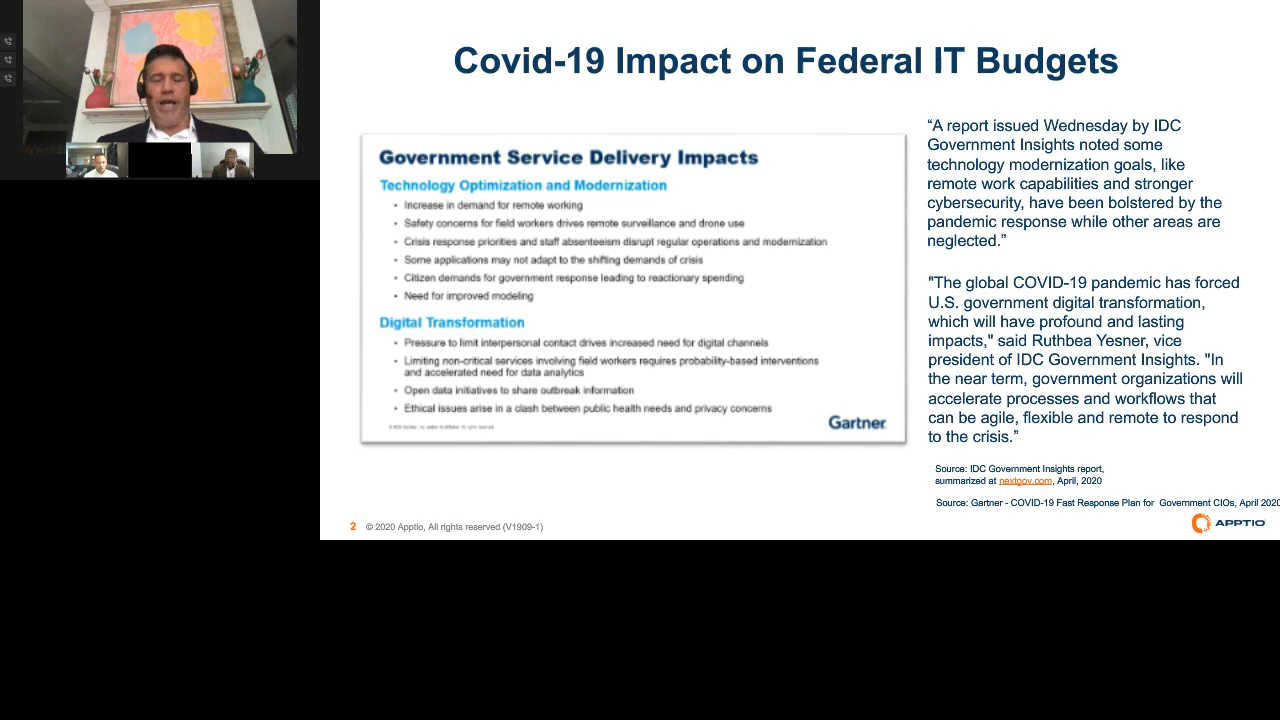 Covid-19 Impact on Federal IT Budgets
Government Service Delivery Impacts
Technology Optimization and Modernization
• Increase in demand for remote working
• Safety concerns for field workers drives remote surveillance and drone use
• Crisis response priorities and staff absenteeism disrupt regular operations and modernization
• Some applications may not adapt to the shifting demands of crisis
• Citizen demands for government response leading to reactionary spending
• Need for improved modeling
Digital Transformation
• Pressure to limit interpersonal contact drives increased need for digital channels
• Limiting non-critical services involving field workers requires probability-based interventions
and accelerated need for data analytics
• Open data initiatives to share outbreak information
• Ethical issues arise in a clash between public health needs and privacy concerns
Gartner
“A report issued Wednesday by IDC
Government Insights noted some
technology modernization goals, like
remote work capabilities and stronger
cybersecurity, have been bolstered by the
pandemic response while other areas are
neglected.”
"The global COVID-19 pandemic has forced
U.S. government digital transformation,
which will have profound and lasting
impacts," said Ruthbea Yesner, vice
president of IDC Government Insights. "In
the near term, government organizations will
accelerate processes and workflows that
can be agile, flexible and remote to respond
to the crisis.”
Source: IDC Government Insights report,
summarized at nextgov.com, April, 2020
Source: Gartner - COVID-19 Fast Response Plan for Government CIOs, April 2020
2 © 2020 Apptio, All rights reserved (V1909-1)
APPTIO